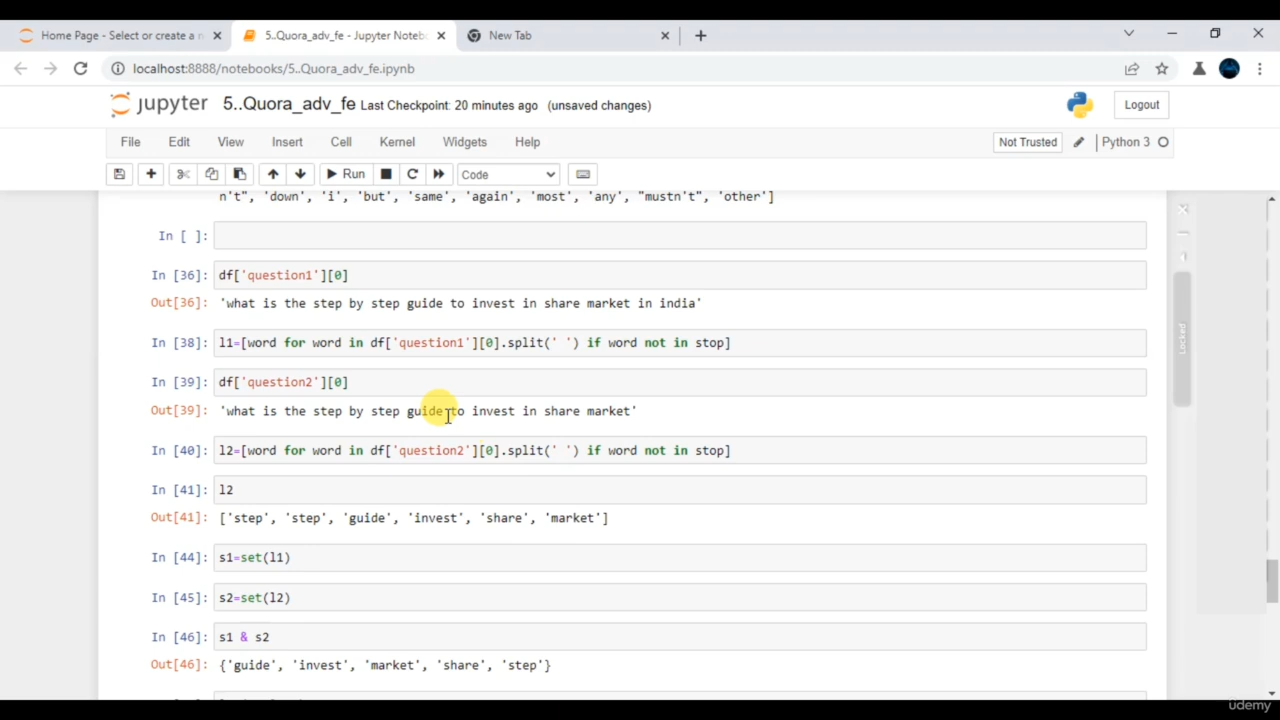 Home Page - Select or create a n
5..Quora_adv_fe - Jupyter Noteb
New Tab
localhost:8888/notebooks/5..Quora_adv_fe.ipynb
jupyter 5..Quora_adv_fe Last Checkpoint: 20 minutes ago (unsaved changes)
Logout
File Edit View Insert Cell Kernel Widgets Help
Not Trusted
Python 3
Run
Code
n't", 'down', 'i', 'but', 'same', 'again', 'most', 'any', "mustn't", 'other']
In [ ]:
In [36]: df['question1'][0]
Out[36]: 'what is the step by step guide to invest in share market in india'
In [38]: l1=[word for word in df['question1'][0].split(' ') if word not in stop]
In [39]: df['question2'][0]
Out[39]: 'what is the step by step guide to invest in share market'
In [40]: l2=[word for word in df['question2'][0].split(' ') if word not in stop]
In [41]: l2
Out[41]: ['step', 'step', 'guide', 'invest', 'share', 'market']
In [44]: s1=set(l1)
In [45]: s2=set(l2)
In [46]: s1 & s2
Out[46]: {'guide', 'invest', 'market', 'share', 'step'}
Locked
ûdemy